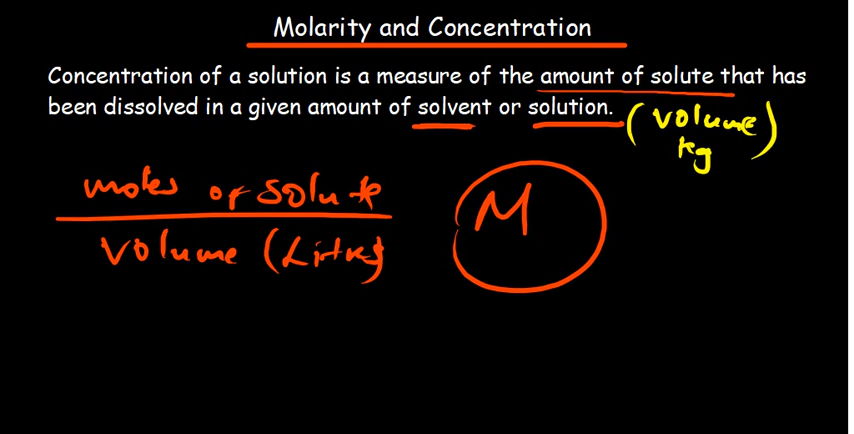 Molarity and Concentration
Concentration of a solution is a measure of the amount of solute that has
been dissolved in a given amount of solvent or solution.
(volume
kg)
moles of solute
Volume (Litres)
M